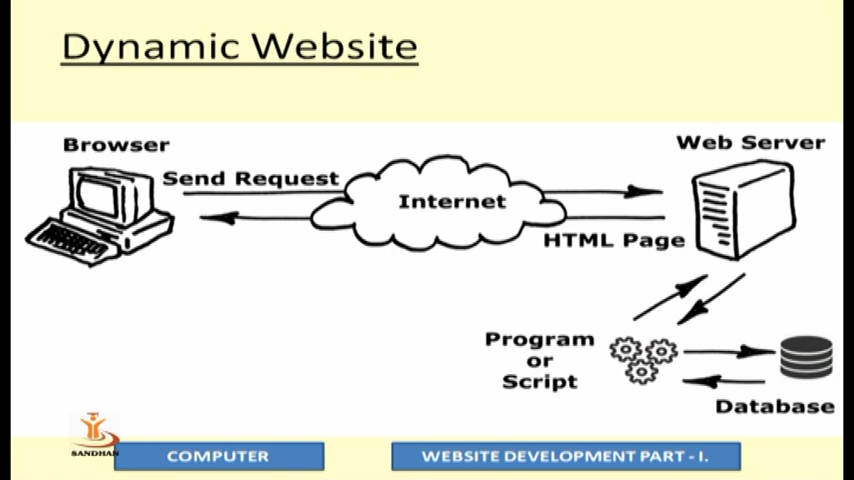 Dynamic Website
Browser
Web Server
Send Request
Internet
HTML Page
Program
or
Script
Database
SANDHAN
COMPUTER
WEBSITE DEVELOPMENT PART - I.